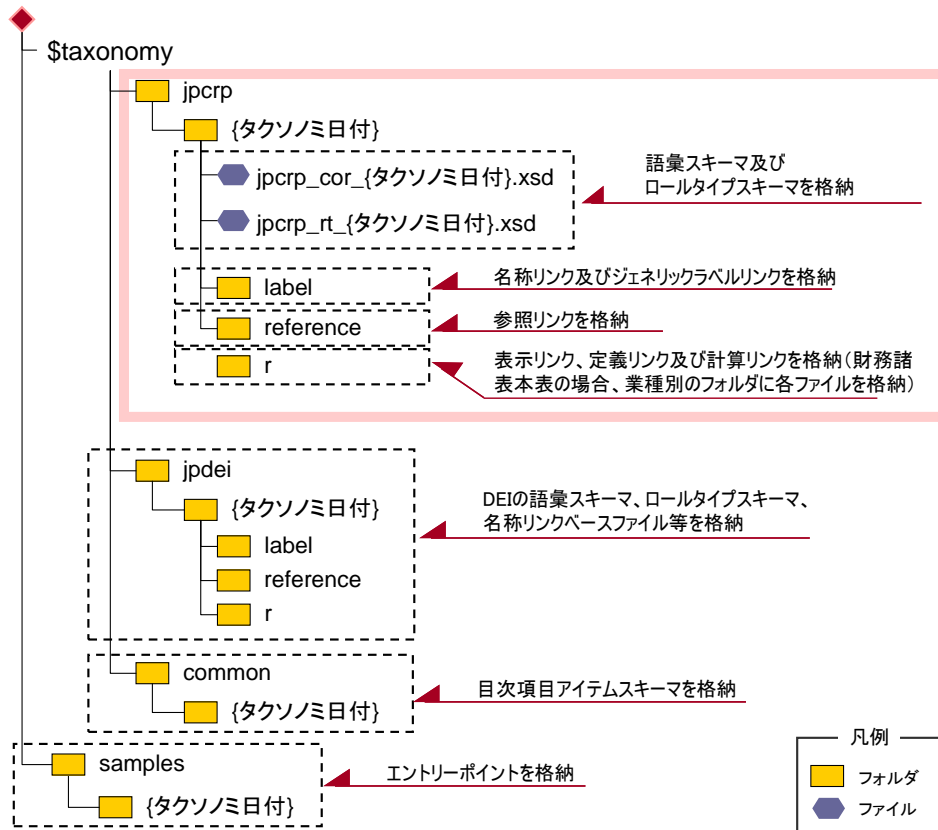 $taxonomy
jpcrp
{タクソノミ日付}
jpcrp_cor_{タクソノミ日付}.xsd
jpcrp_rt_{タクソノミ日付}.xsd
語彙スキーマ及び
ロールタイプスキーマを格納
label
名称リンク及びジェネリックラベルリンクを格納
reference
参照リンクを格納
r
表示リンク、定義リンク及び計算リンクを格納(財務諸
表本表の場合、業種別のフォルダに各ファイルを格納)
jpdei
{タクソノミ日付}
label
reference
r
DEIの語彙スキーマ、ロールタイプスキーマ、
名称リンクベースファイル等を格納
common
{タクソノミ日付}
目次項目アイテムスキーマを格納
samples
{タクソノミ日付}
エントリーポイントを格納
凡例
フォルダ
ファイル